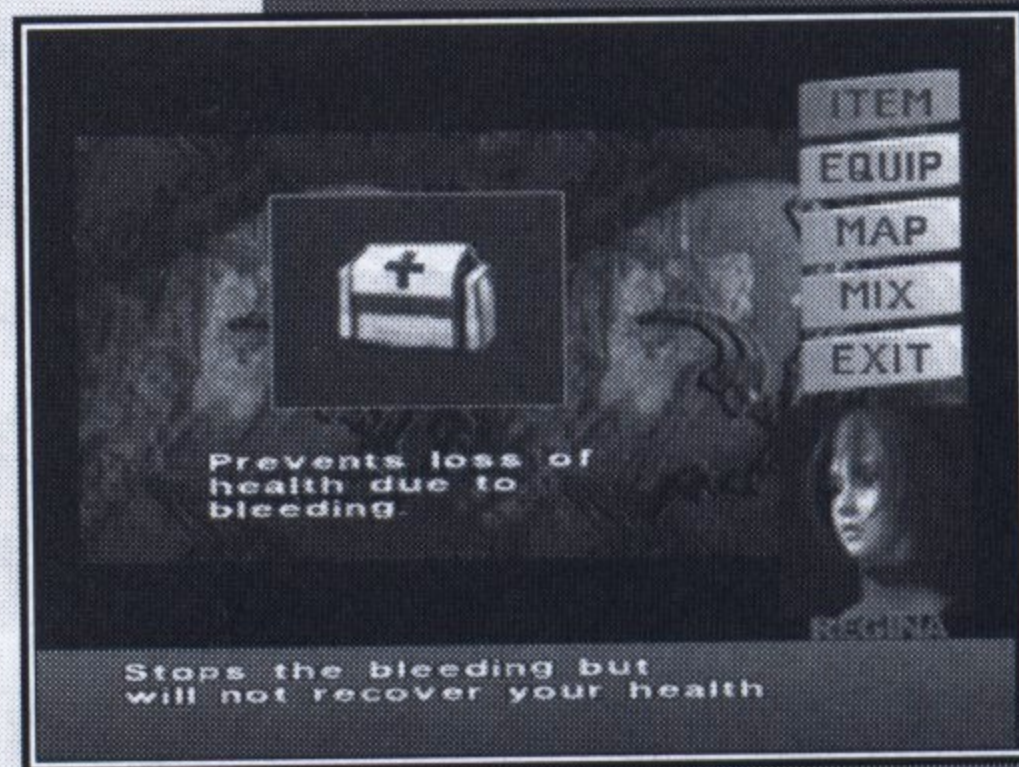 ITEM
EQUIP
MAP
MIX
EXIT
Prevents loss of
health due to
bleeding.
REGINA
Stops the bleeding but
will not recover your health